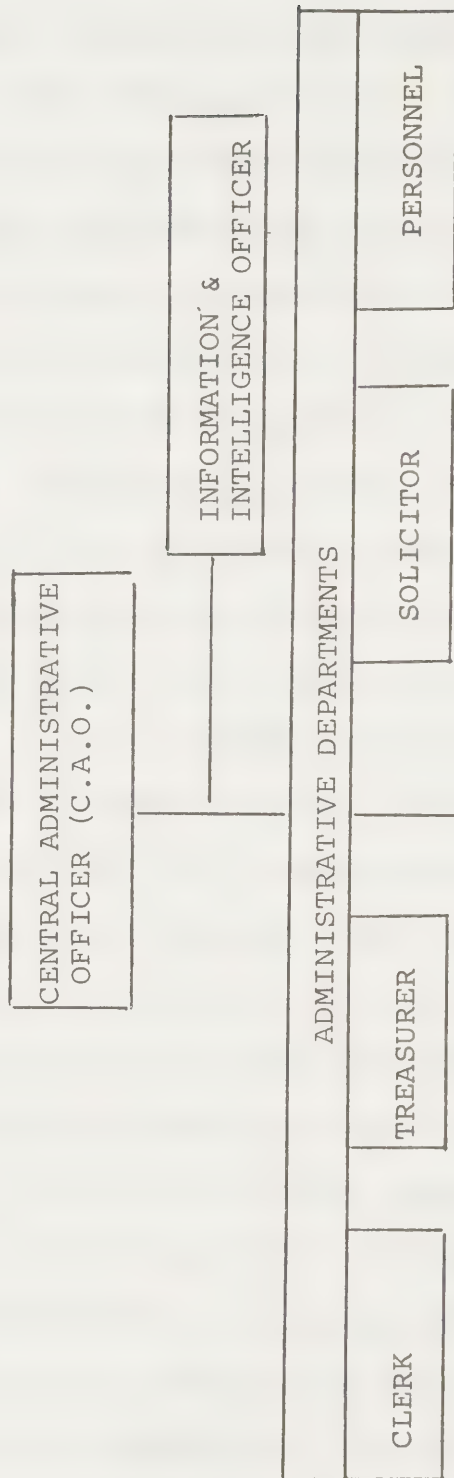 CENTRAL ADMINISTRATIVE
OFFICER (C.A.O.)
INFORMATION &
INTELLIGENCE OFFICER
ADMINISTRATIVE DEPARTMENTS
CLERK
TREASURER
SOLICITOR
PERSONNEL